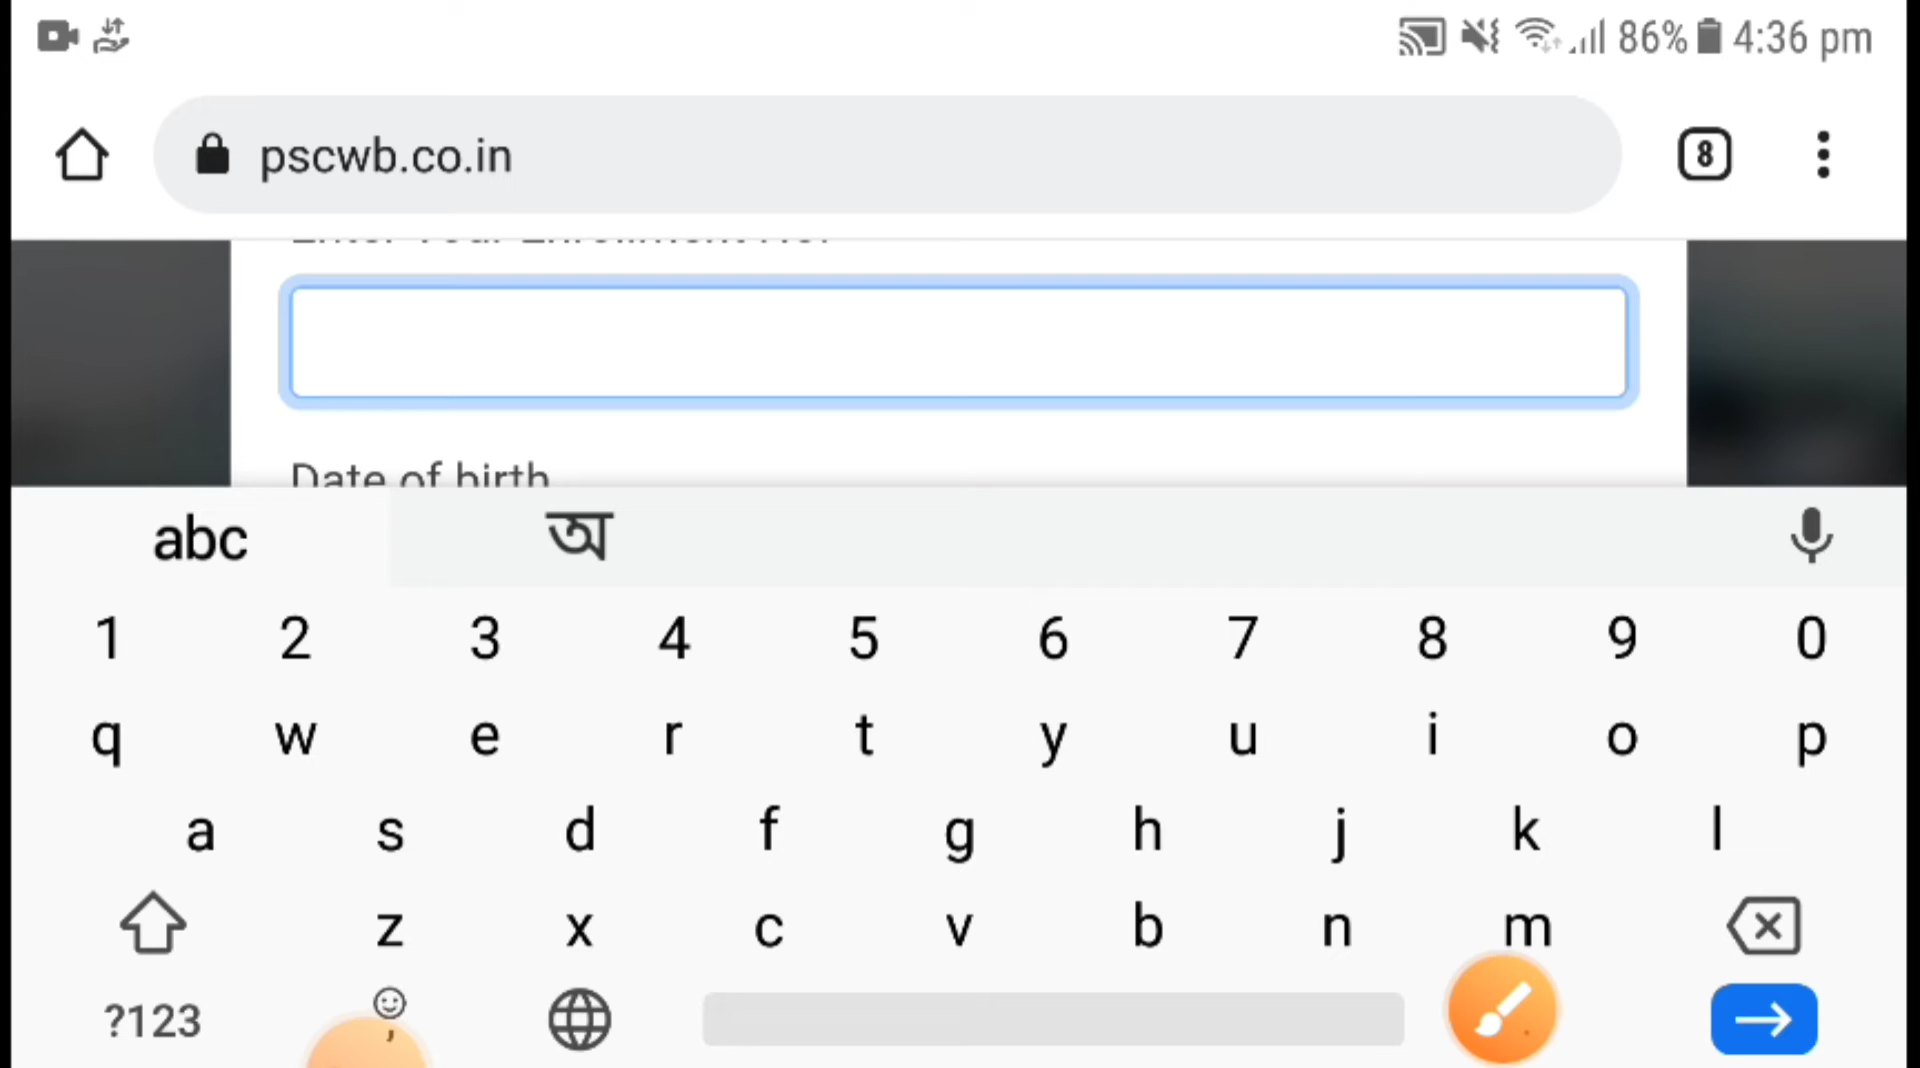 86% 4:36 pm
pscwb.co.in
8
Date of birth
abc অ
1 2 3 4 5 6 7 8 9 0
q w e r t y u i o p
a s d f g h j k l
z x c v b n m
?123 ,